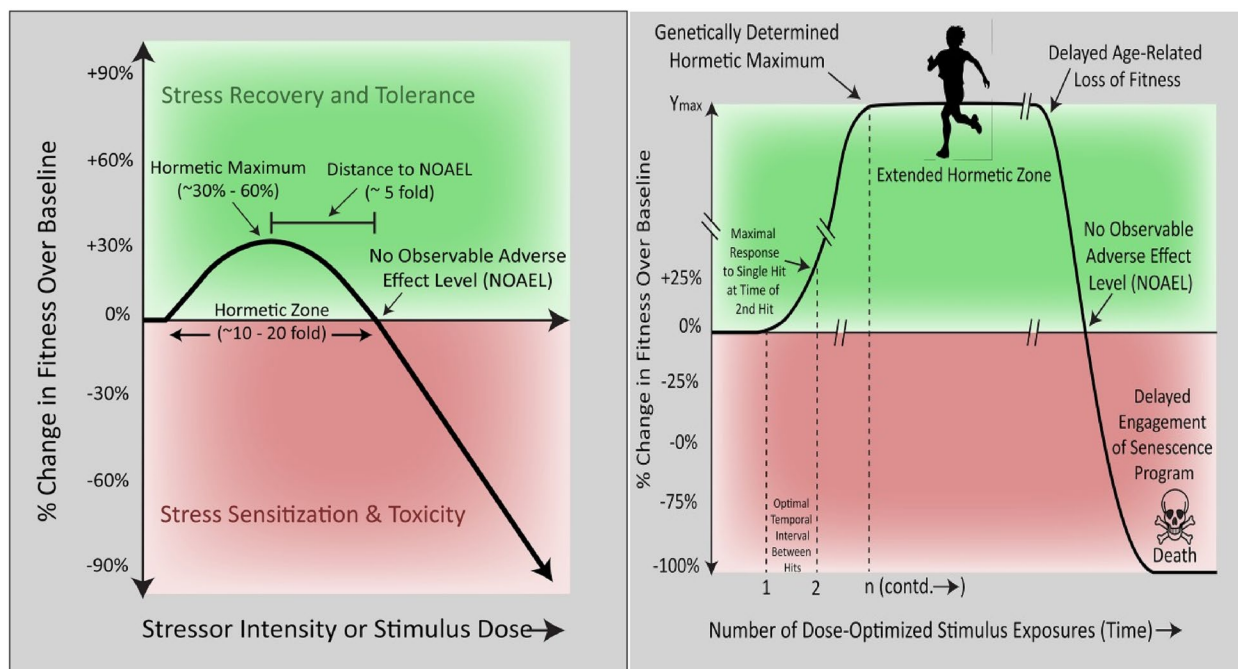 % Change in Fitness Over Baseline
+90%
+60%
+30%
0%
-30%
-60%
-90%
Stress Recovery and Tolerance
Hormetic Maximum
(~30% - 60%)
Distance to NOAEL
(~ 5 fold)
No Observable Adverse
Effect Level (NOAEL)
Hormetic Zone
(~10 - 20 fold)
Stress Sensitization & Toxicity
Stressor Intensity or Stimulus Dose
Genetically Determined
Hormetic Maximum
Delayed Age-Related
Loss of Fitness
% Change in Fitness Over Baseline
Ymax
+25%
0%
-25%
-0%
-75%
-100%
Extended Hormetic Zone
Maximal
Response
to Single Hit
at Time of
2nd Hit
No Observable
Adverse Effect
Level (NOAEL)
Delayed
Engagement
of Senescence
Program
Death
Optimal
Temporal
Interval
Between
Hits
1 2 n (contd.→)
Number of Dose-Optimized Stimulus Exposures (Time) →